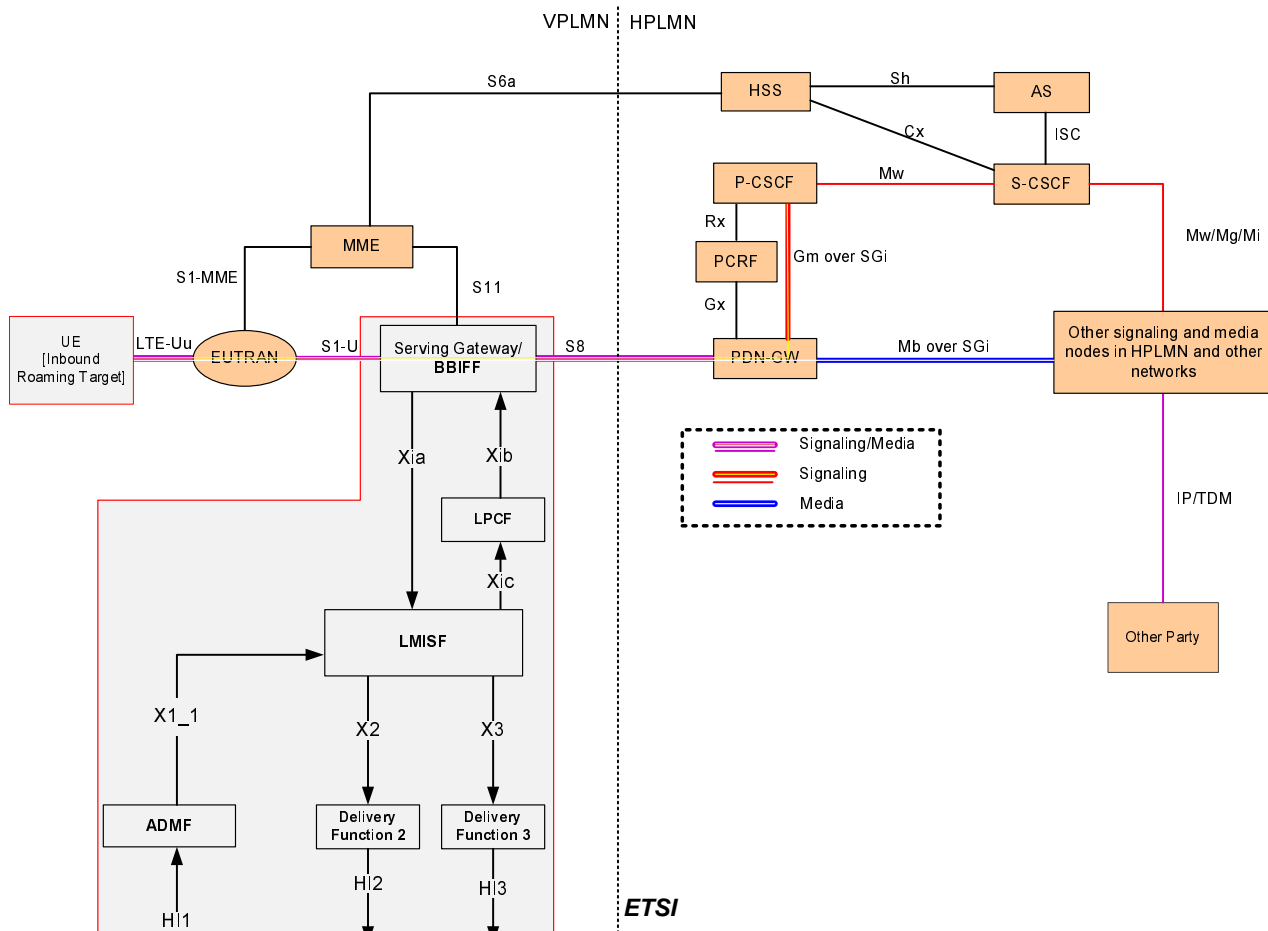 VPLMN
HPLMN
S6a
HSS
Sh
AS
Cx
ISC
P-CSCF
Mw
S-CSCF
Rx
MME
PCRF
Gm over SGi
Mw/Mg/Mi
S1-MME
S11
Gx
UE
[Inbound
Roaming Target]
LTE-Uu
EUTRAN
S1-U
Serving Gateway/
BBIFF
S8
PDN-GW
Mb over SGi
Other signaling and media
nodes in HPLMN and other
networks
Xia
Xib
Signaling/Media
Signaling
Media
LPCF
IP/TDM
Xic
LMISF
Other Party
X1_1
X2
X3
ADMF
Delivery
Function 2
Delivery
Function 3
HI2
HI3
HI1
ETSI